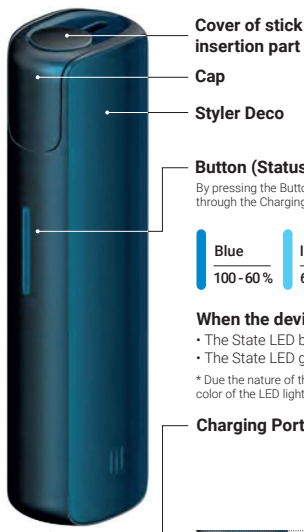 Cover of stick
insertion part
Cap
Styler Deco
Button (Status
By pressing the Button
through the Charging
Blue
100 - 60 %
When the devi
• The State LED b
• The State LED g
* Due the nature of th
color of the LED light
Charging Port